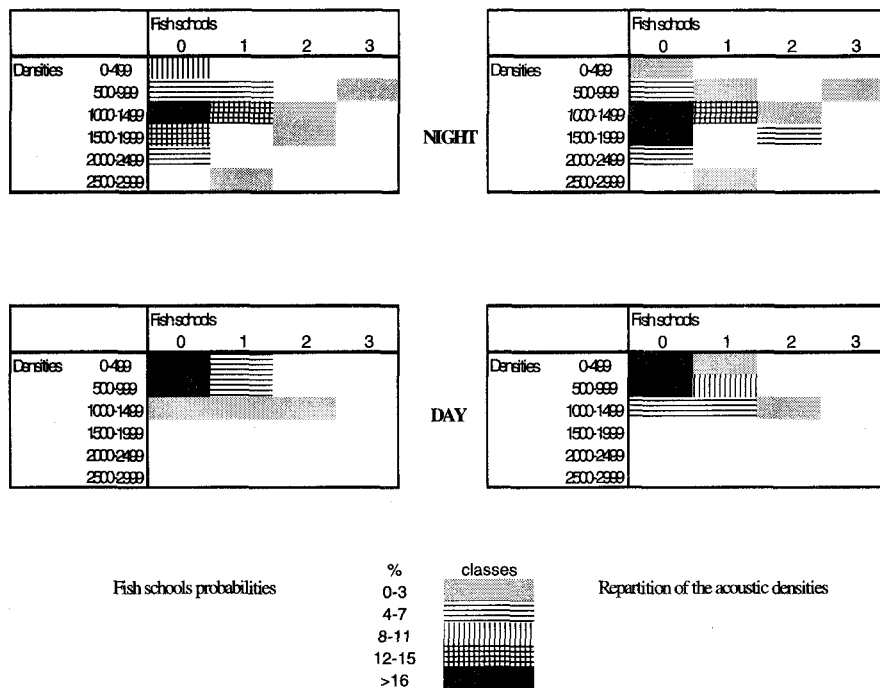 Fish schools
0 1 2 3
Densities 0-499
500-999
1000-1499
1500-1999
2000-2499
2500-2999
NIGHT
Fish schools
0 1 2 3
Densities 0-499
500-999
1000-1499
1500-1999
2000-2499
2500-2999
Fish schools
0 1 2 3
Densities 0-499
500-999
1000-1499
1500-1999
2000-2499
2500-2999
DAY
Fish schools
0 1 2 3
Densities 0-499
500-999
1000-1499
1500-1999
2000-2499
2500-2999
Fish schools probabilities
% classes
0-3
4-7
8-11
12-15
>16
Repartition of the acoustic densities